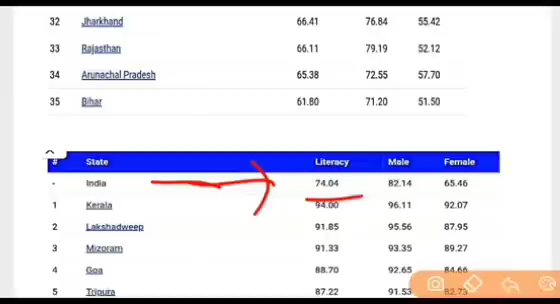 32 Jharkhand 66.41 76.84 55.42
33 Rajasthan 66.11 79.19 52.12
34 Arunachal Pradesh 65.38 72.55 57.70
35 Bihar 61.80 71.20 51.50
# State Literacy Male Female
- India 74.04 82.14 65.46
1 Kerala 94.00 96.11 92.07
2 Lakshadweep 91.85 95.56 87.95
3 Mizoram 91.33 93.35 89.27
4 Goa 88.70 92.65 84.66
5 Tripura 87.22 91.53 82.73